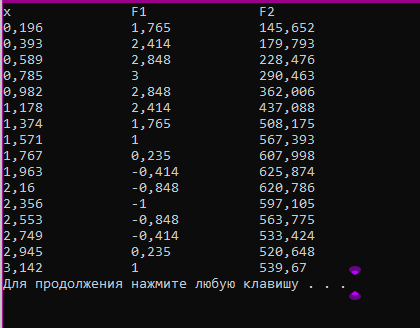 x F1 F2
0,196 1,765 145,652
0,393 2,414 179,793
0,589 2,848 228,476
0,785 3 290,463
0,982 2,848 362,006
1,178 2,414 437,088
1,374 1,765 508,175
1,571 1 567,393
1,767 0,235 607,998
1,963 -0,414 625,874
2,16 -0,848 620,786
2,356 -1 597,105
2,553 -0,848 563,775
2,749 -0,414 533,424
2,945 0,235 520,648
3,142 1 539,67
Для продолжения нажмите любую клавишу . . .